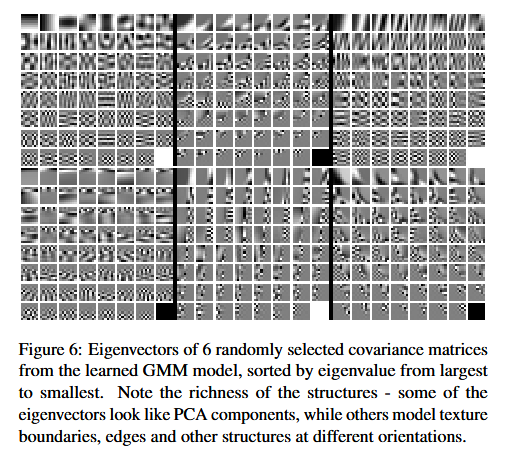 Figure 6: Eigenvectors of 6 randomly selected covariance matrices
from the learned GMM model, sorted by eigenvalue from largest
to smallest. Note the richness of the structures - some of the
eigenvectors look like PCA components, while others model texture
boundaries, edges and other structures at different orientations.